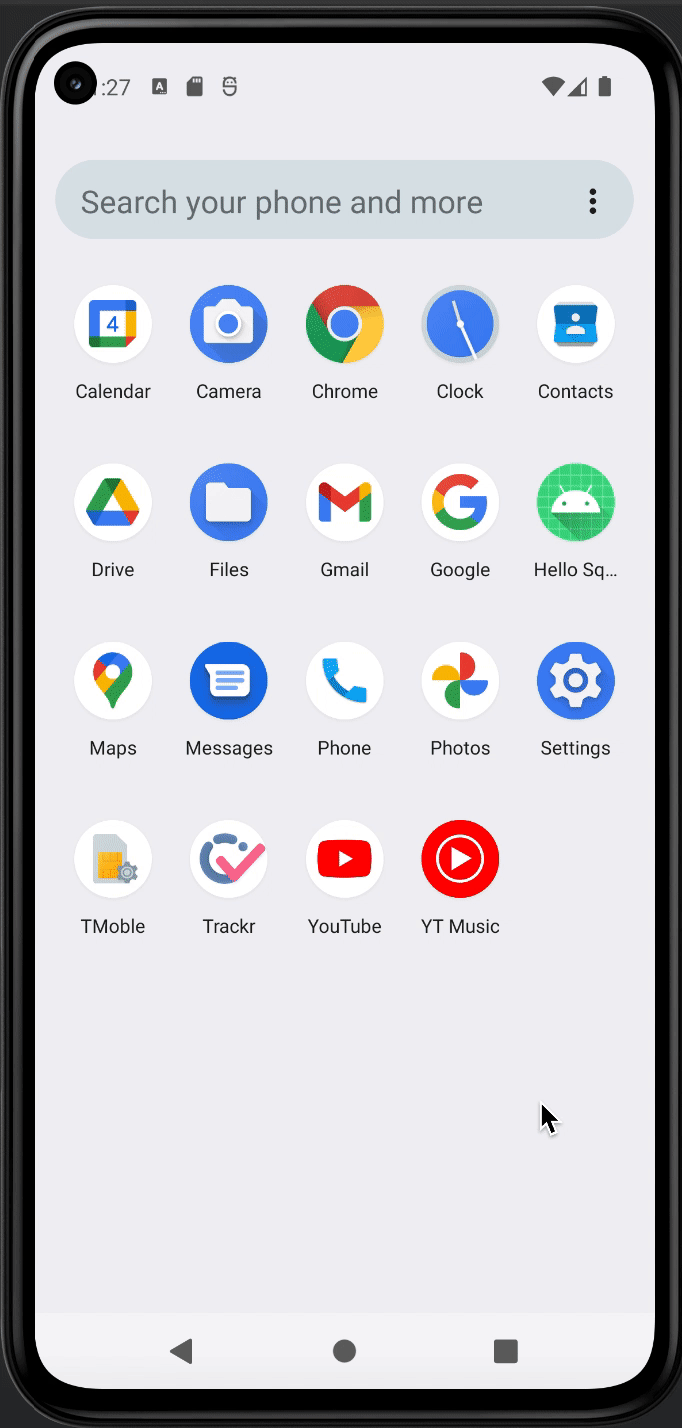 :27
Search your phone and more
4
Calendar Camera Chrome Clock Contacts
Drive Files Gmail Google Hello Sq...
Maps Messages Phone Photos Settings
TMoble Trackr YouTube YT Music